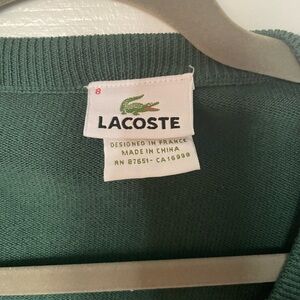 8
LACOSTE
DESIGNED IN FRANCE
MADE IN CHINA
RN 87651-CA16998